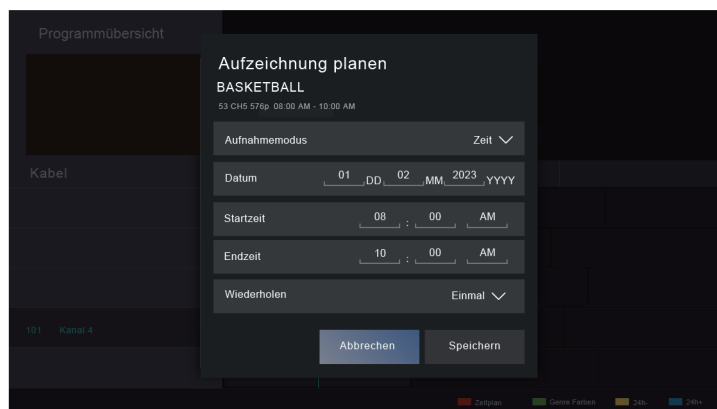 Programmübersicht
Aufzeichnung planen
BASKETBALL
53 CH5 576p 08:00 AM - 10:00 AM
Aufnahmemodus Zeit
Kabel
Datum 01 DD 02 MM 2023 YYYY
Startzeit 08 : 00 AM
Endzeit 10 : 00 AM
Wiederholen Einmal
101 Kanal 4
Abbrechen Speichern
Zeitplan Genre Farben 24h- 24h+